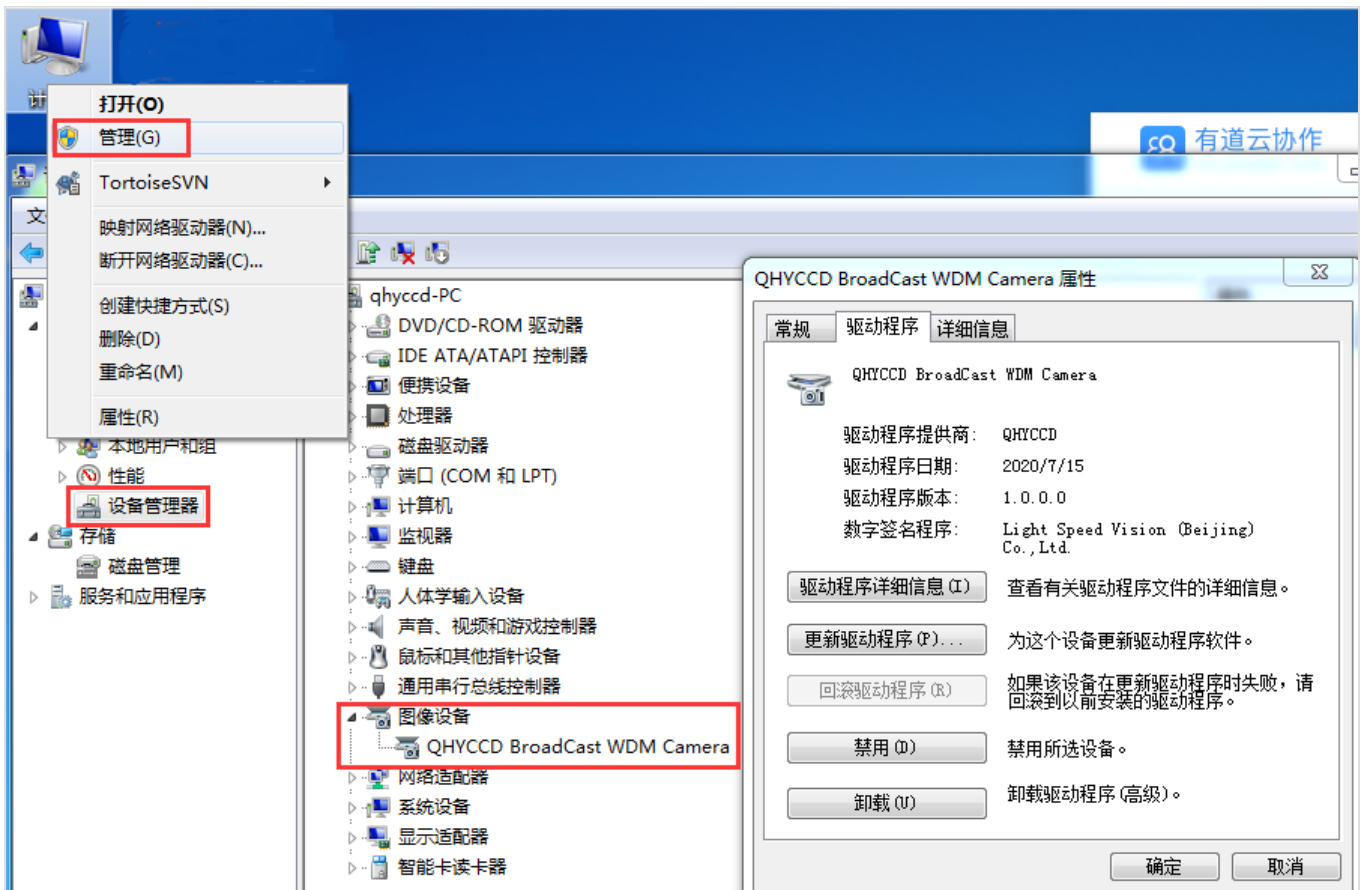 打开(O)
管理(G)
TortoiseSVN
映射网络驱动器(N)...
断开网络驱动器(C)...
创建快捷方式(S)
删除(D)
重命名(M)
属性(R)
有道云协作
本地用户和组
性能
设备管理器
存储
磁盘管理
服务和应用程序
qhyccd-PC
DVD/CD-ROM 驱动器
IDE ATA/ATAPI 控制器
便携设备
处理器
磁盘驱动器
端口 (COM 和 LPT)
计算机
监视器
键盘
人体学输入设备
声音、视频和游戏控制器
鼠标和其他指针设备
通用串行总线控制器
图像设备
QHYCCD BroadCast WDM Camera
网络适配器
系统设备
显示适配器
智能卡读卡器
QHYCCD BroadCast WDM Camera 属性
常规 驱动程序 详细信息
QHYCCD BroadCast WDM Camera
驱动程序提供商: QHYCCD
驱动程序日期: 2020/7/15
驱动程序版本: 1.0.0.0
数字签名程序: Light Speed Vision (Beijing)
Co.,Ltd.
驱动程序详细信息(I) 查看有关驱动程序文件的详细信息。
更新驱动程序(P)... 为这个设备更新驱动程序软件。
回滚驱动程序(R) 如果该设备在更新驱动程序时失败，请
回滚到以前安装的驱动程序。
禁用(D) 禁用所选设备。
卸载(U) 卸载驱动程序(高级)。
确定 取消